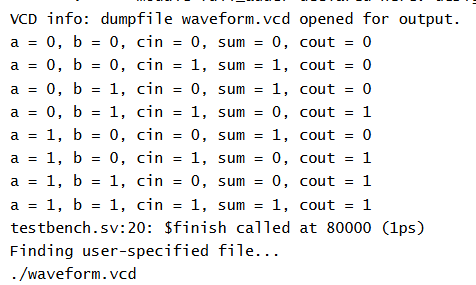 VCD info: dumpfile waveform.vcd opened for output.
a = 0, b = 0, cin = 0, sum = 0, cout = 0
a = 0, b = 0, cin = 1, sum = 1, cout = 0
a = 0, b = 1, cin = 0, sum = 1, cout = 0
a = 0, b = 1, cin = 1, sum = 0, cout = 1
a = 1, b = 0, cin = 0, sum = 1, cout = 0
a = 1, b = 0, cin = 1, sum = 0, cout = 1
a = 1, b = 1, cin = 0, sum = 0, cout = 1
a = 1, b = 1, cin = 1, sum = 1, cout = 1
testbench.sv:20: $finish called at 80000 (1ps)
Finding user-specified file...
./waveform.vcd